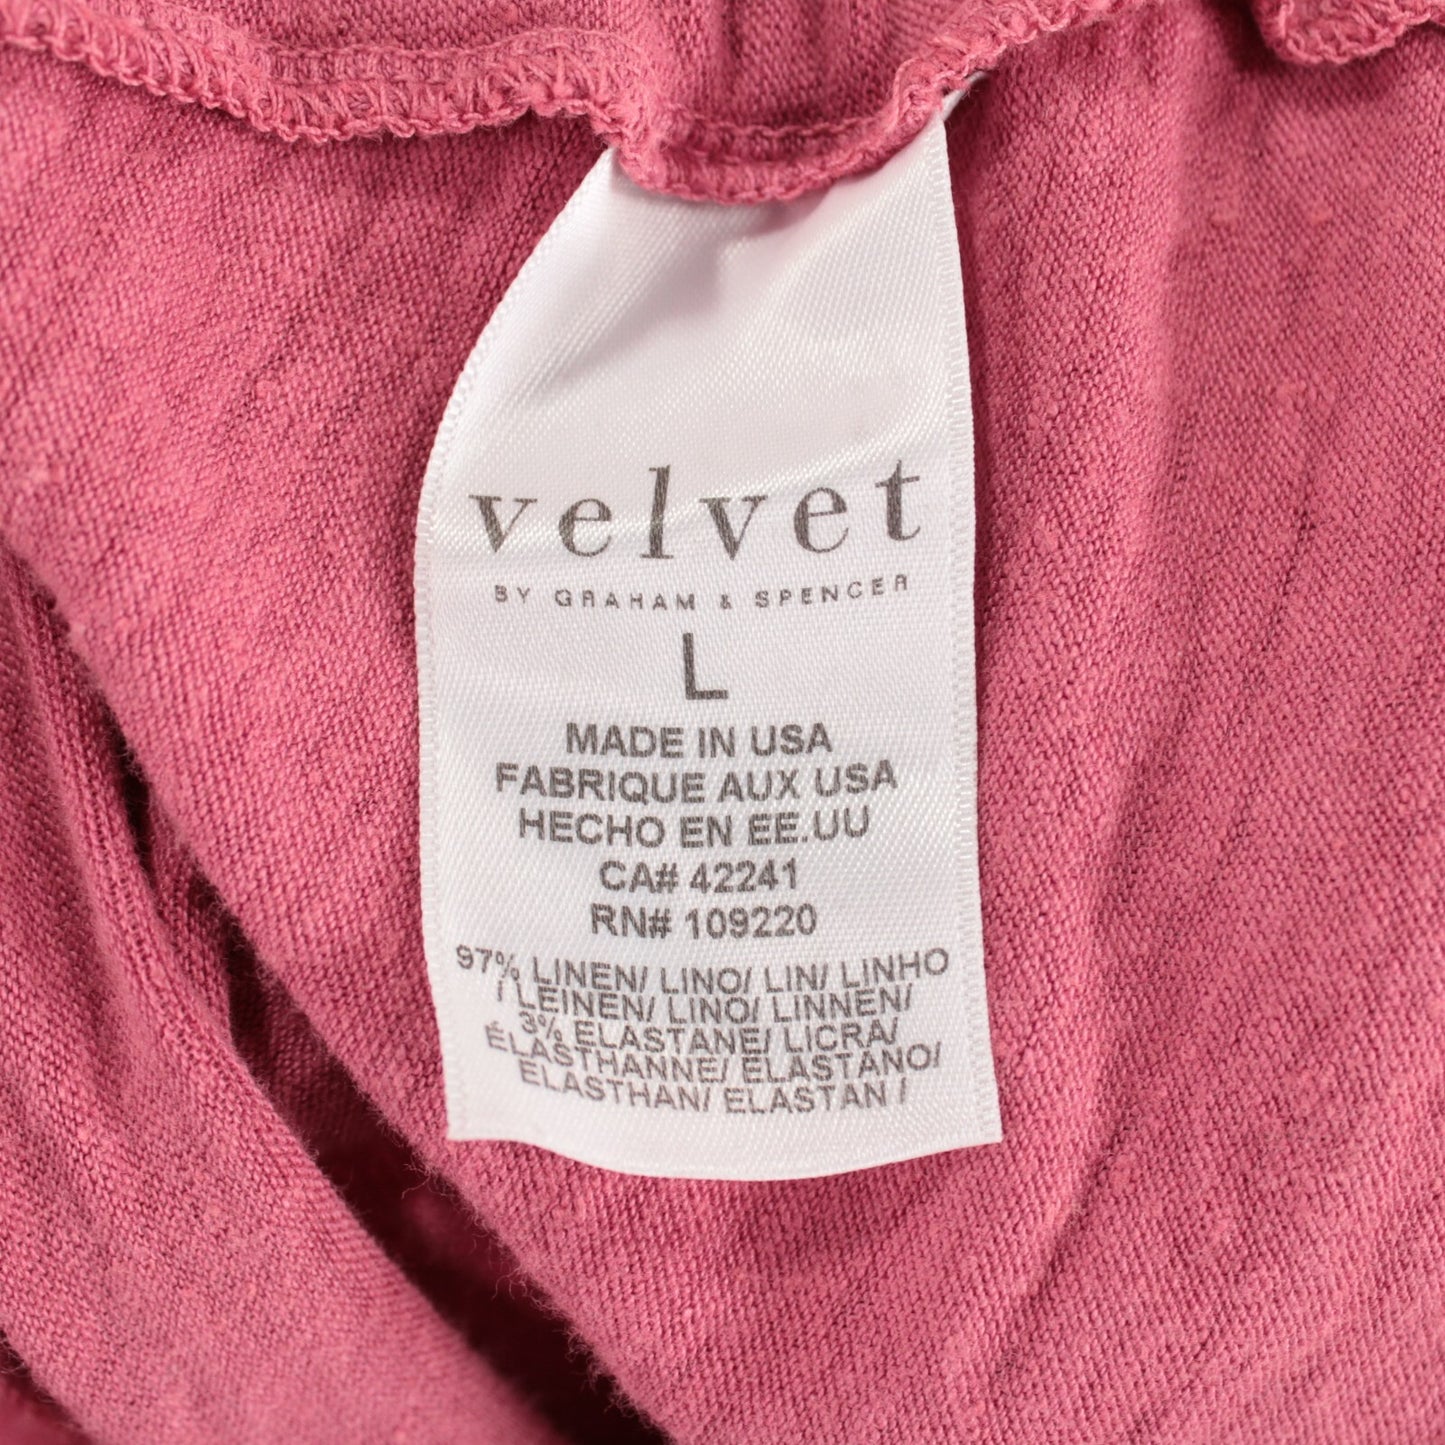 velvet
BY GRAHAM & SPENCER
L
MADE IN USA
FABRIQUE AUX USA
HECHO EN EE.UU
CA# 42241
RN# 109220
97% LINEN/ LINO/ LIN/ LINHO
/ LEINEN/ LINO/ LINNEN/
3% ELASTANE/ LICRA/
ÉLASTHANNE/ ELASTANO/
ELASTHAN/ ELASTAN /